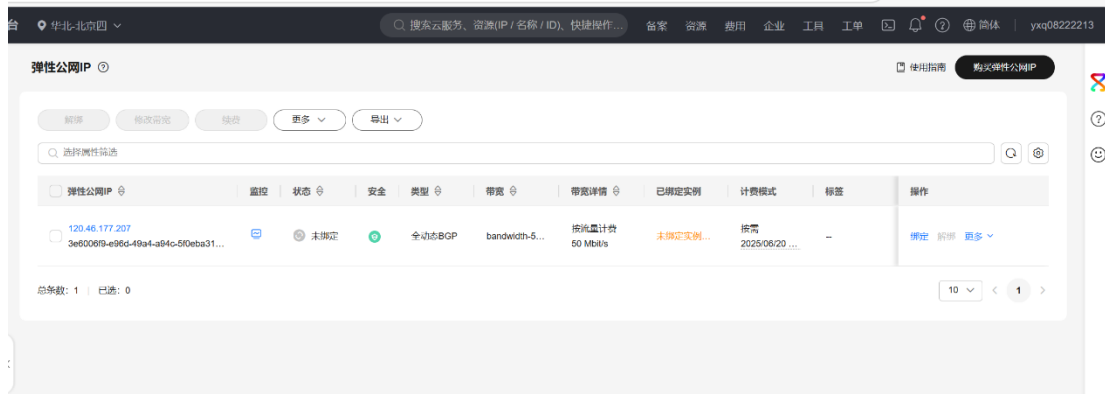 台 华北-北京四 搜索云服务、资源(IP / 名称 / ID)、快捷操作... 备案 资源 费用 企业 工具 工单 简体 yxq08222213
弹性公网IP 使用指南 购买弹性公网IP
解绑 修改带宽 续费 更多 导出
选择属性筛选
弹性公网IP 监控 状态 安全 类型 带宽 带宽详情 已绑定实例 计费模式 标签 操作
120.46.177.207 未绑定 全动态BGP bandwidth-5... 按流量计费 未绑定实例... 按需 -- 绑定 解绑 更多
3e6006f9-e96d-49a4-a94c-5f0eba31... 50 Mbit/s 2025/06/20 ...
总条数: 1 已选: 0 10 1